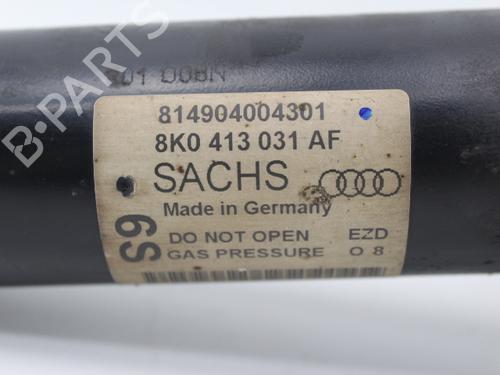 301 D08N
814904004301
8K0 413 031 AF
SACHS
Made in Germany
S9
DO NOT OPEN EZD
GAS PRESSURE O 8
B-PARTS